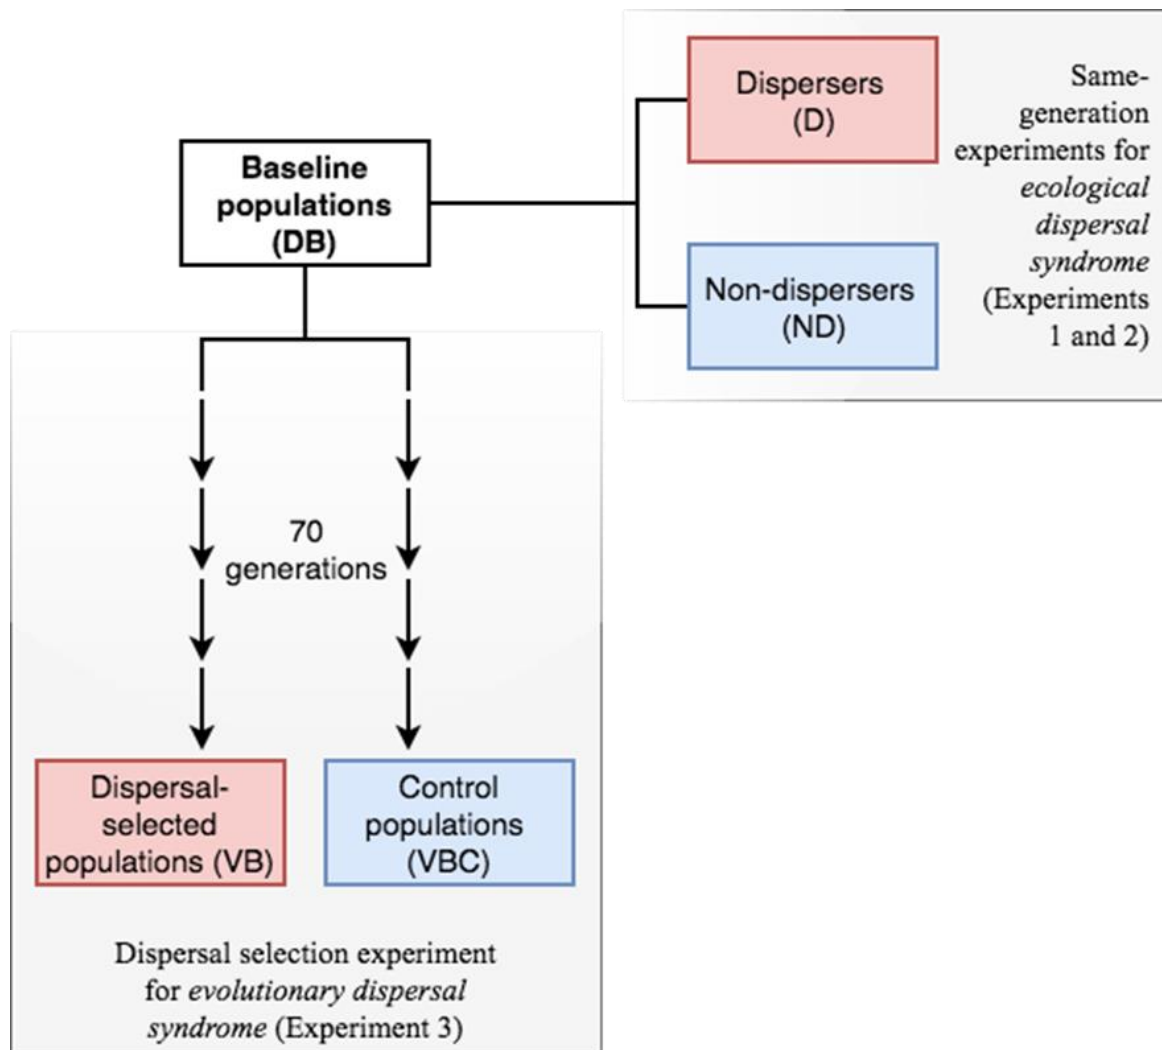 Baseline
populations
(DB)
Dispersers
(D)
Non-dispersers
(ND)
Same-
generation
experiments for
ecological
dispersal
syndrome
(Experiments
1 and 2)
70
generations
Dispersal-
selected
populations (VB)
Control
populations
(VBC)
Dispersal selection experiment
for evolutionary dispersal
syndrome (Experiment 3)